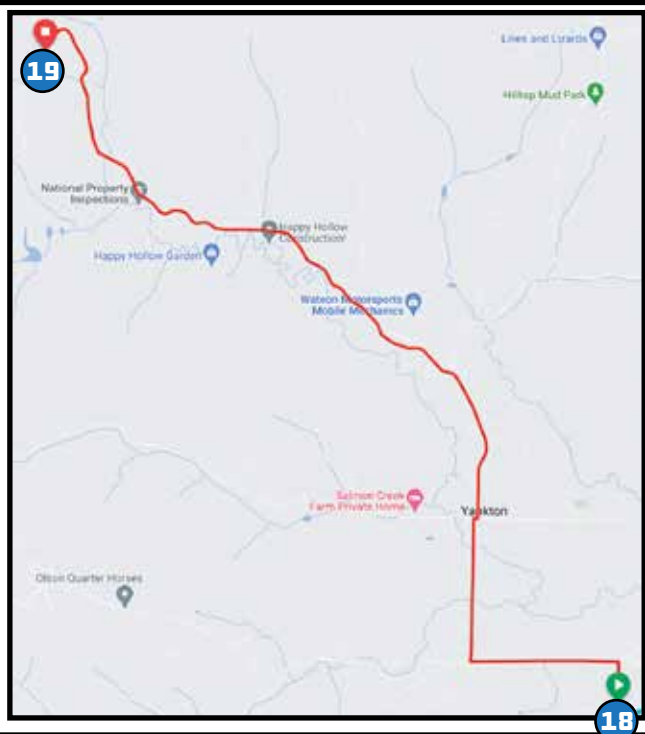 19
Lines and Lizards
Hilltop Mud Park
National Property
Inspections
Happy Hollow
Construction
Happy Hollow Garden
Watson Motorsports
Mobile Mechanics
Salmon Creek
Farm Private Home
Yankton
Olson Quarter Horses
18